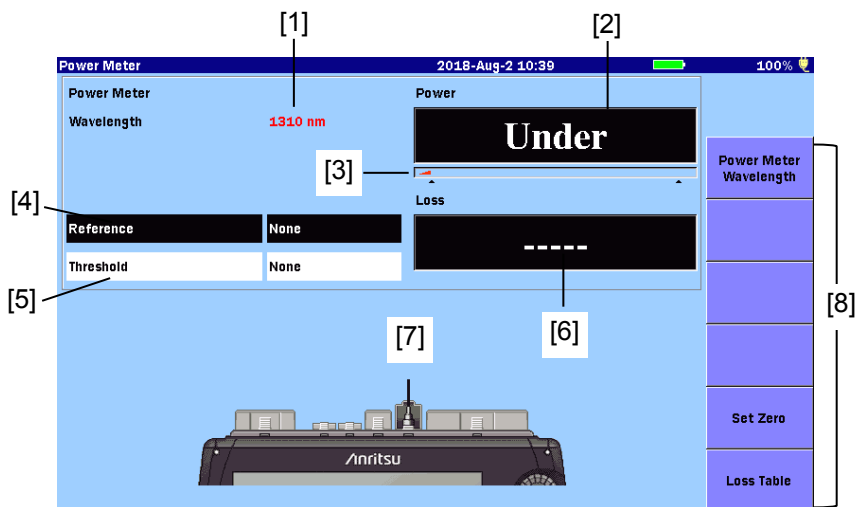 [1]
[2]
Power Meter 2018-Aug-2 10:39 100%
Power Meter
Power
Wavelength 1310 nm
Under
[3]
Power Meter
Wavelength
[4]
Loss
Reference None
-----
Threshold None
[5]
[6]
[7]
[8]
Set Zero
Anritsu
Loss Table